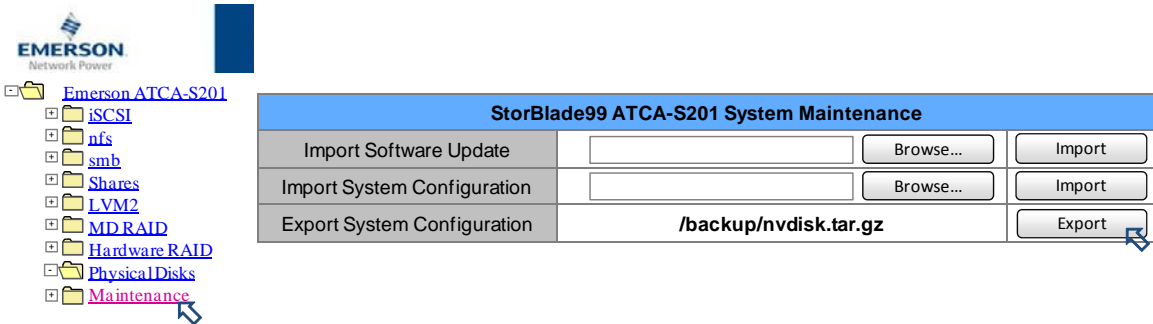 EMERSON
Network Power
Emerson ATCA-S201
iSCSI
nfs
smb
Shares
LVM2
MD RAID
Hardware RAID
Physical Disks
Maintenance
StorBlade99 ATCA-S201 System Maintenance
Import Software Update Browse... Import
Import System Configuration Browse... Import
Export System Configuration /backup/nvdisk.tar.gz Export